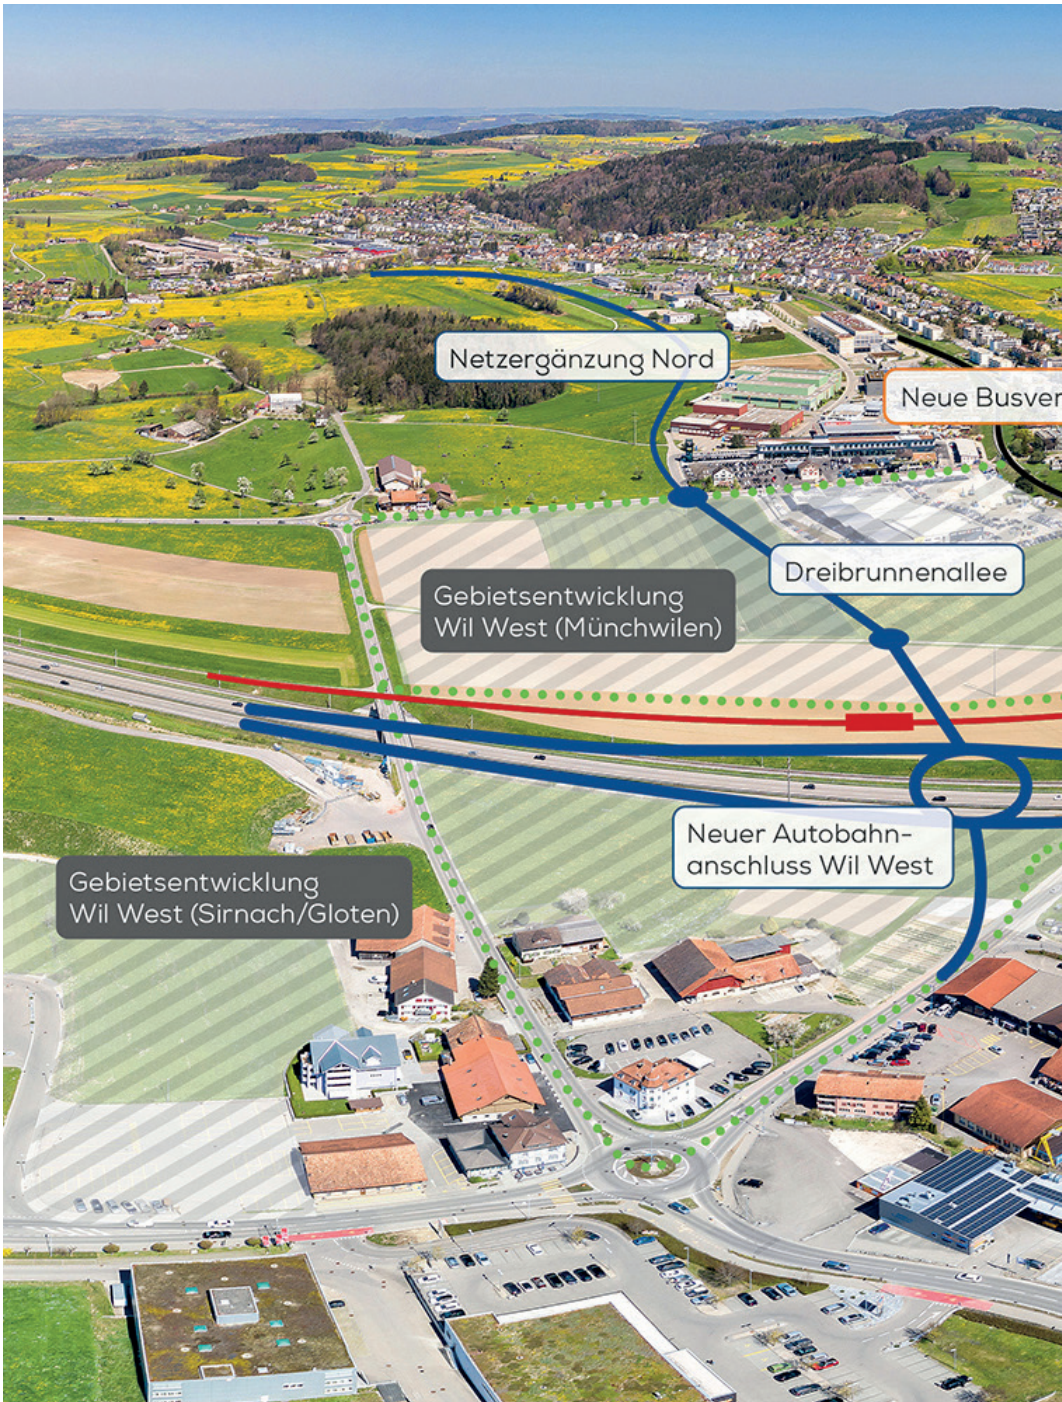 Netzergänzung Nord
Neue Busver
Dreibrunnenallee
Gebietsentwicklung
Wil West (Münchwilen)
Neuer Autobahn-
anschluss Wil West
Gebietsentwicklung
Wil West (Sirnach/Gloten)